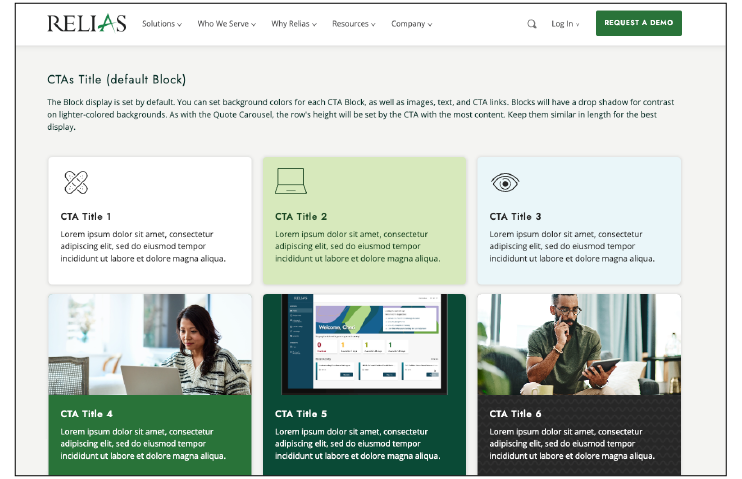 RELIAS
Solutions Who We Serve Why Relias Resources Company Log In REQUEST A DEMO
CTAs Title (default Block)
The Block display is set by default. You can set background colors for each CTA Block, as well as images, text, and CTA links. Blocks will have a drop shadow for contrast
on lighter-colored backgrounds. As with the Quote Carousel, the row's height will be set by the CTA with the most content. Keep them similar in length for the best
display.
CTA Title 1
Lorem ipsum dolor sit amet, consectetur
adipiscing elit, sed do eiusmod tempor
incididunt ut labore et dolore magna aliqua.
CTA Title 2
Lorem ipsum dolor sit amet, consectetur
adipiscing elit, sed do eiusmod tempor
incididunt ut labore et dolore magna aliqua.
CTA Title 3
Lorem ipsum dolor sit amet, consectetur
adipiscing elit, sed do eiusmod tempor
incididunt ut labore et dolore magna aliqua.
CTA Title 4
Lorem ipsum dolor sit amet, consectetur
adipiscing elit, sed do eiusmod tempor
incididunt ut labore et dolore magna aliqua.
RELIAS
Welcome,
0 1 1 1
CTA Title 5
Lorem ipsum dolor sit amet, consectetur
adipiscing elit, sed do eiusmod tempor
incididunt ut labore et dolore magna aliqua.
CTA Title 6
Lorem ipsum dolor sit amet, consectetur
adipiscing elit, sed do eiusmod tempor
incididunt ut labore et dolore magna aliqua.